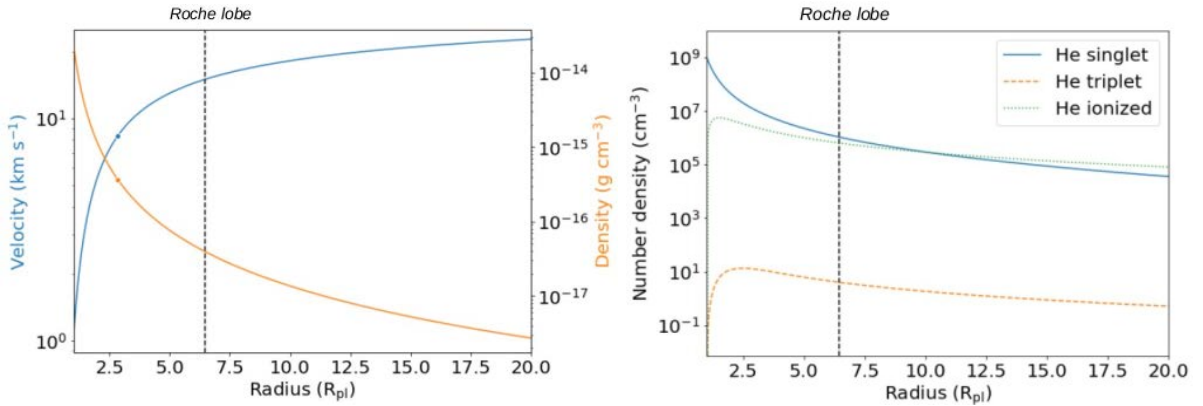 Roche lobe
Velocity (km s⁻¹)
10¹
10⁰
10⁻¹⁴
10⁻¹⁵
10⁻¹⁶
10⁻¹⁷
Density (g cm⁻³)
2.5 5.0 7.5 10.0 12.5 15.0 17.5 20.0
Radius (Rpl)
Roche lobe
Number density (cm⁻³)
10⁹
10⁷
10⁵
10³
10¹
10⁻¹
He singlet
He triplet
He ionized
2.5 5.0 7.5 10.0 12.5 15.0 17.5 20.0
Radius (Rpl)